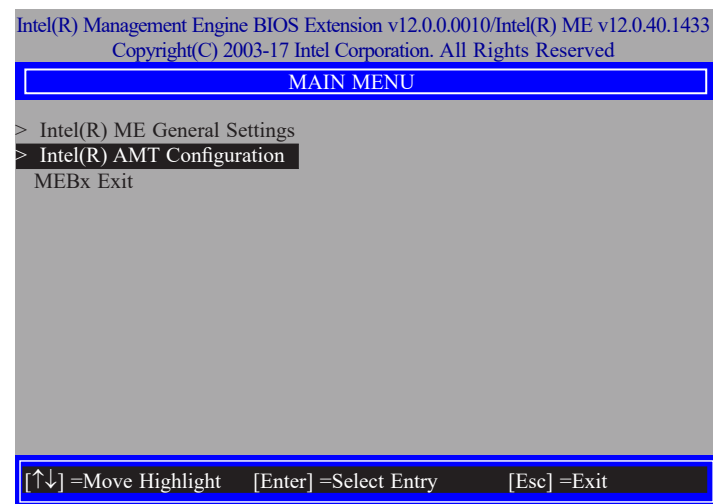 Intel(R) Management Engine BIOS Extension v12.0.0.0010/Intel(R) ME v12.0.40.1433
Copyright(C) 2003-17 Intel Corporation. All Rights Reserved
MAIN MENU
> Intel(R) ME General Settings
> Intel(R) AMT Configuration
MEBx Exit
[↑↓] =Move Highlight [Enter] =Select Entry [Esc] =Exit